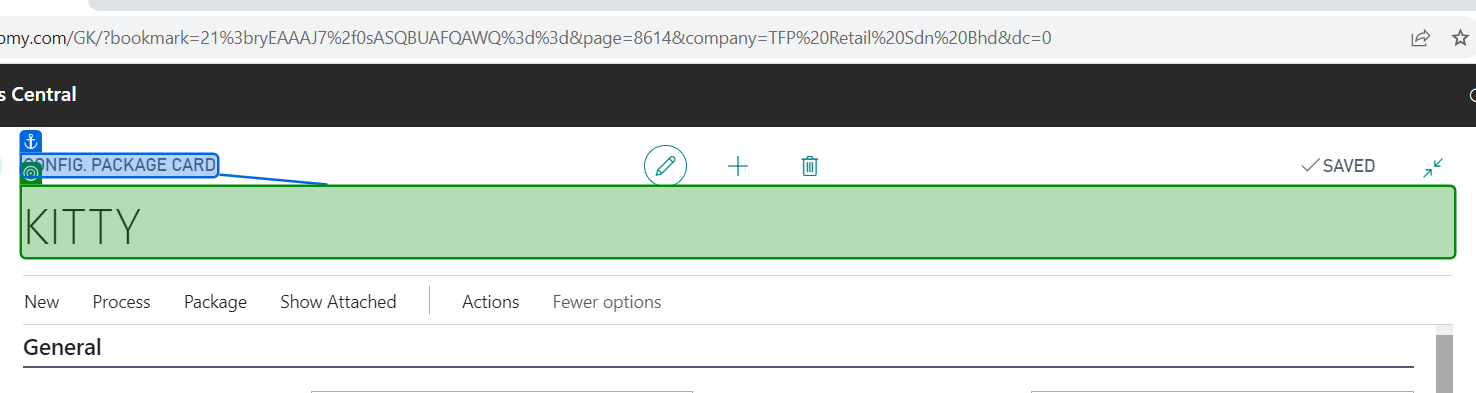 omy.com/GK/?bookmark=21%3bryEAAAJ7%2f0sASQBUAFQAWQ%3d%3d&page=8614&company=TFP%20Retail%20Sdn%20Bhd&dc=0
s Central
CONFIG. PACKAGE CARD
SAVED
KITTY
New Process Package Show Attached Actions Fewer options
General